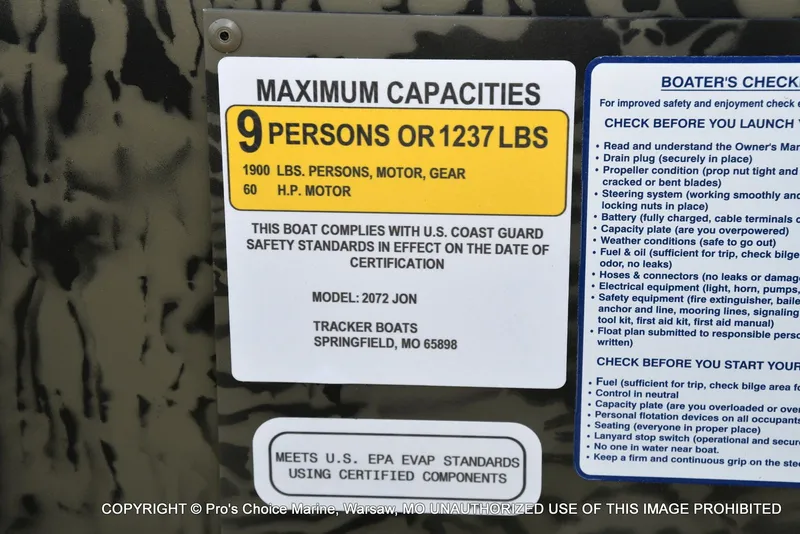 MAXIMUM CAPACITIES
9 PERSONS OR 1237 LBS
1900 LBS. PERSONS, MOTOR, GEAR
60 H.P. MOTOR
THIS BOAT COMPLIES WITH U.S. COAST GUARD
SAFETY STANDARDS IN EFFECT ON THE DATE OF
CERTIFICATION
MODEL: 2072 JON
TRACKER BOATS
SPRINGFIELD, MO 65898
MEETS U.S. EPA EVAP STANDARDS
USING CERTIFIED COMPONENTS
BOATER'S CHECK
For improved safety and enjoyment check
CHECK BEFORE YOU LAUNCH
• Read and understand the Owner's
• Drain plug (securely in place)
• Propeller condition (prop nut tight and
cracked or bent blades)
• Steering system (working smoothly and
locking nuts in place)
• Battery (fully charged, cable terminals
• Capacity plate (are you overpowered)
• Weather conditions (safe to go out)
• Fuel & oil (sufficient for trip, check bilge
odor, no leaks)
• Hoses & connectors (no leaks or
• Electrical equipment (light, horn, pumps,
• Safety equipment (fire extinguisher,
anchor and line, mooring lines, signaling
tool kit, first aid kit, first aid manual)
• Float plan submitted to responsible
written)
CHECK BEFORE YOU START YOUR
• Fuel (sufficient for trip, check bilge area
• Control in neutral
• Capacity plate (are you overloaded or
• Personal flotation devices on all
• Seating (everyone in proper place)
• Lanyard stop switch (operational and
• No one in water near boat.
• Keep a firm and continuous grip on the
COPYRIGHT © Pro's Choice Marine, Warsaw, MO UNAUTHORIZED USE OF THIS IMAGE PROHIBITED